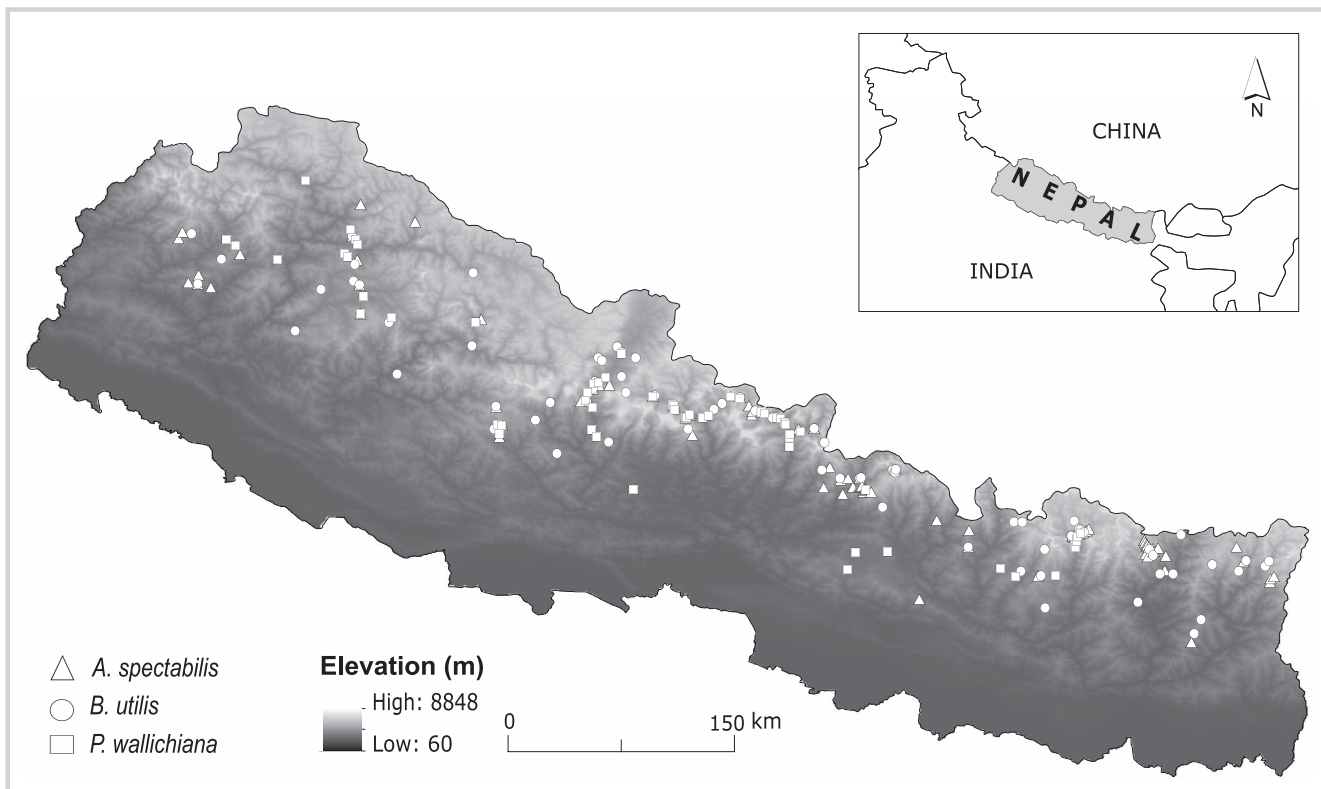 N
CHINA
NEPAL
INDIA
A. spectabilis
B. utilis
P. wallichiana
Elevation (m)
High: 8848
Low: 60
0 150 km